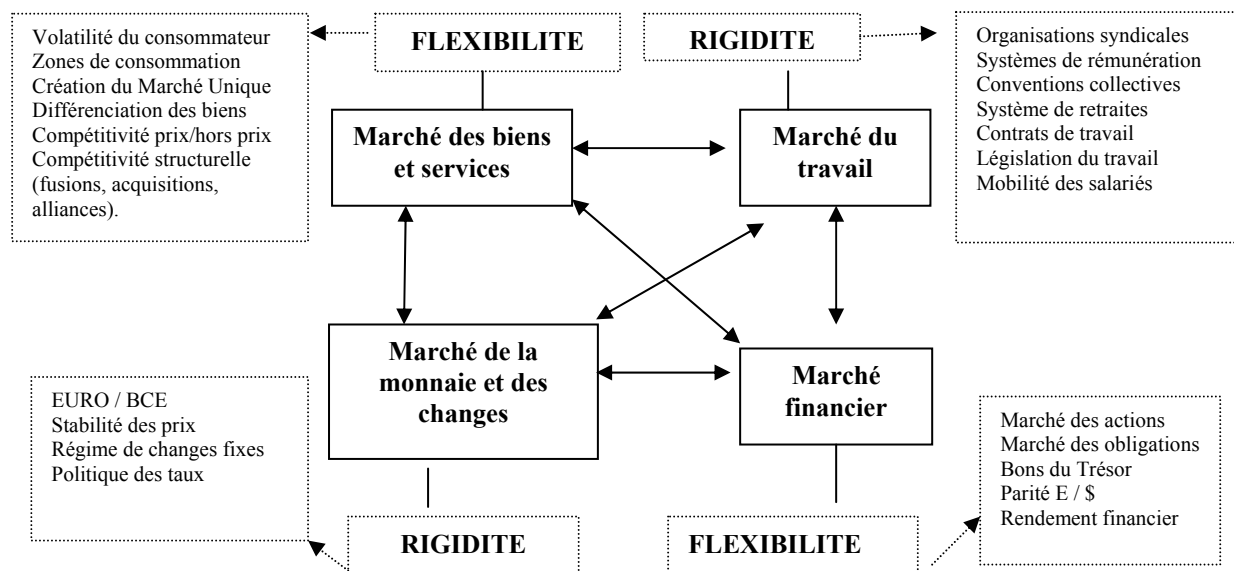 Volatilité du consommateur
Zones de consommation
Création du Marché Unique
Différenciation des biens
Compétitivité prix/hors prix
Compétitivité structurelle
(fusions, acquisitions,
alliances).
FLEXIBILITE
RIGIDITE
Organisations syndicales
Systèmes de rémunération
Conventions collectives
Système de retraites
Contrats de travail
Législation du travail
Mobilité des salariés
Marché des biens
et services
Marché du
travail
Marché de la
monnaie et des
changes
Marché
financier
EURO / BCE
Stabilité des prix
Régime de changes fixes
Politique des taux
RIGIDITE
FLEXIBILITE
Marché des actions
Marché des obligations
Bons du Trésor
Parité E / $
Rendement financier